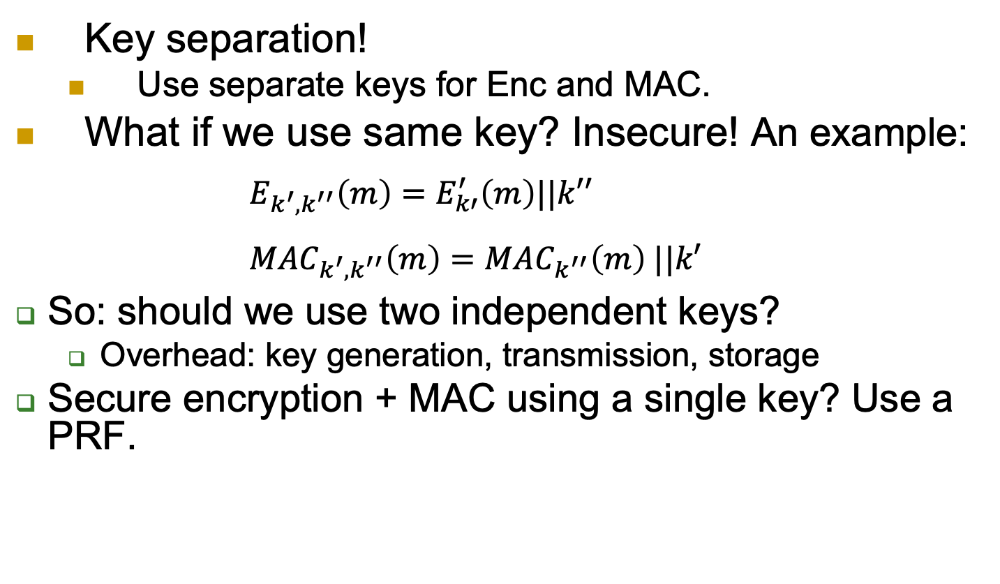 Key separation!
Use separate keys for Enc and MAC.
What if we use same key? Insecure! An example:
E_{k′,k′′}(m) = E′_{k′}(m)||k′′
MAC_{k′,k′′}(m) = MAC_{k′′}(m) ||k′
So: should we use two independent keys?
Overhead: key generation, transmission, storage
Secure encryption + MAC using a single key? Use a
PRF.